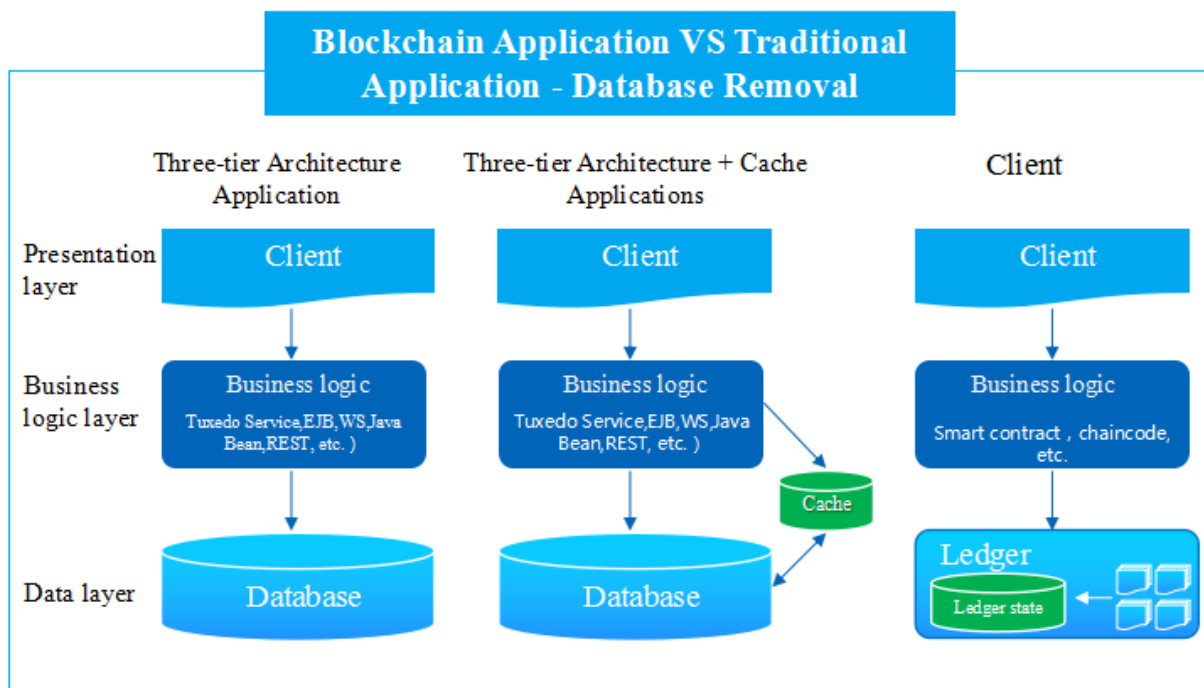 Blockchain Application VS Traditional
Application - Database Removal
Three-tier Architecture
Application
Three-tier Architecture + Cache
Applications
Client
Presentation
layer
Client
Client
Client
Business
logic layer
Business logic
Tuxedo Service,EJB,WS,Java
Bean,REST, etc. )
Business logic
Tuxedo Service,EJB,WS,Java
Bean,REST, etc. )
Business logic
Smart contract , chaincode,
etc.
Cache
Data layer
Database
Database
Ledger
Ledger state